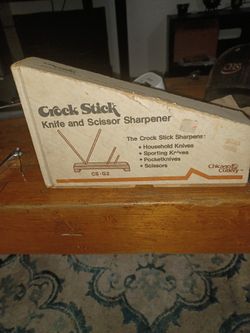 Crock Stick
Knife and Scissor Sharpener
The Crock Stick Sharpens:
• Household Knives
• Sporting Knives
• Pocketknives
• Scissors
CS-G2
Chicago
Cutlery